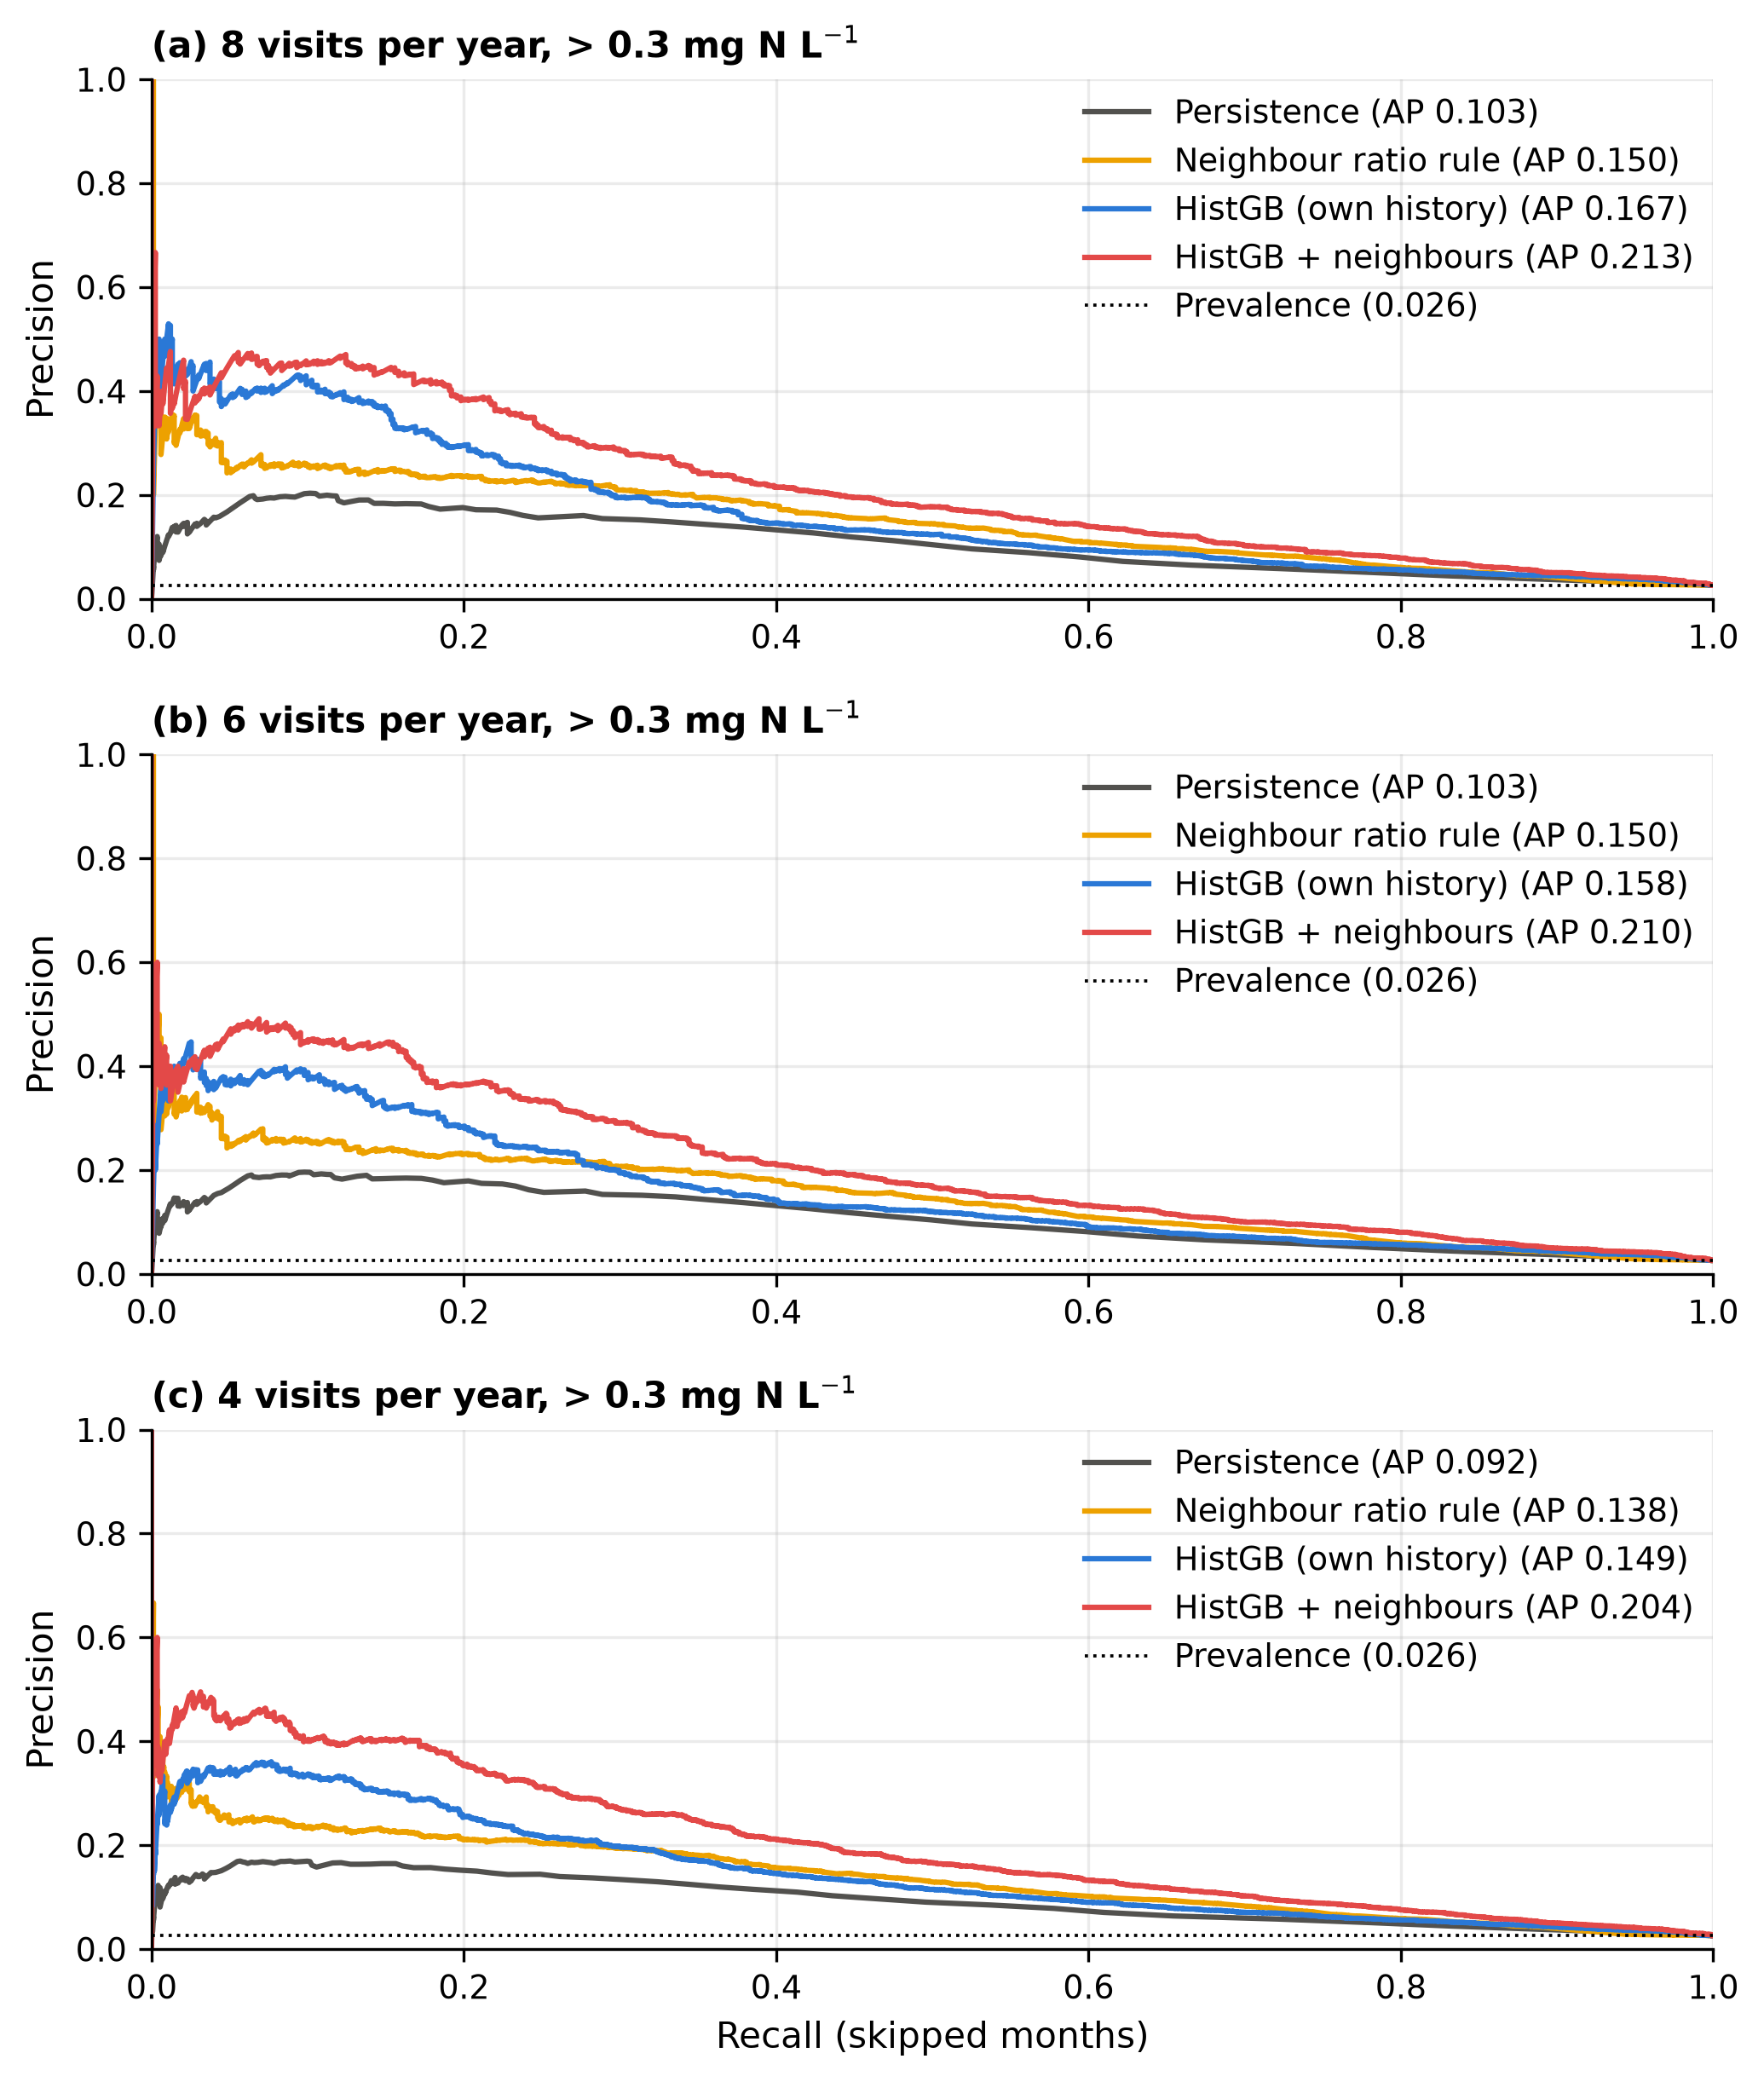 (a) 8 visits per year, > 0.3 mg N L⁻¹
1.0
0.8
0.6
0.4
0.2
0.0
Precision
Persistence (AP 0.103)
Neighbour ratio rule (AP 0.150)
HistGB (own history) (AP 0.167)
HistGB + neighbours (AP 0.213)
Prevalence (0.026)
0.0 0.2 0.4 0.6 0.8 1.0
(b) 6 visits per year, > 0.3 mg N L⁻¹
1.0
0.8
0.6
0.4
0.2
0.0
Precision
Persistence (AP 0.103)
Neighbour ratio rule (AP 0.150)
HistGB (own history) (AP 0.158)
HistGB + neighbours (AP 0.210)
Prevalence (0.026)
0.0 0.2 0.4 0.6 0.8 1.0
(c) 4 visits per year, > 0.3 mg N L⁻¹
1.0
0.8
0.6
0.4
0.2
0.0
Precision
Persistence (AP 0.092)
Neighbour ratio rule (AP 0.138)
HistGB (own history) (AP 0.149)
HistGB + neighbours (AP 0.204)
Prevalence (0.026)
0.0 0.2 0.4 0.6 0.8 1.0
Recall (skipped months)